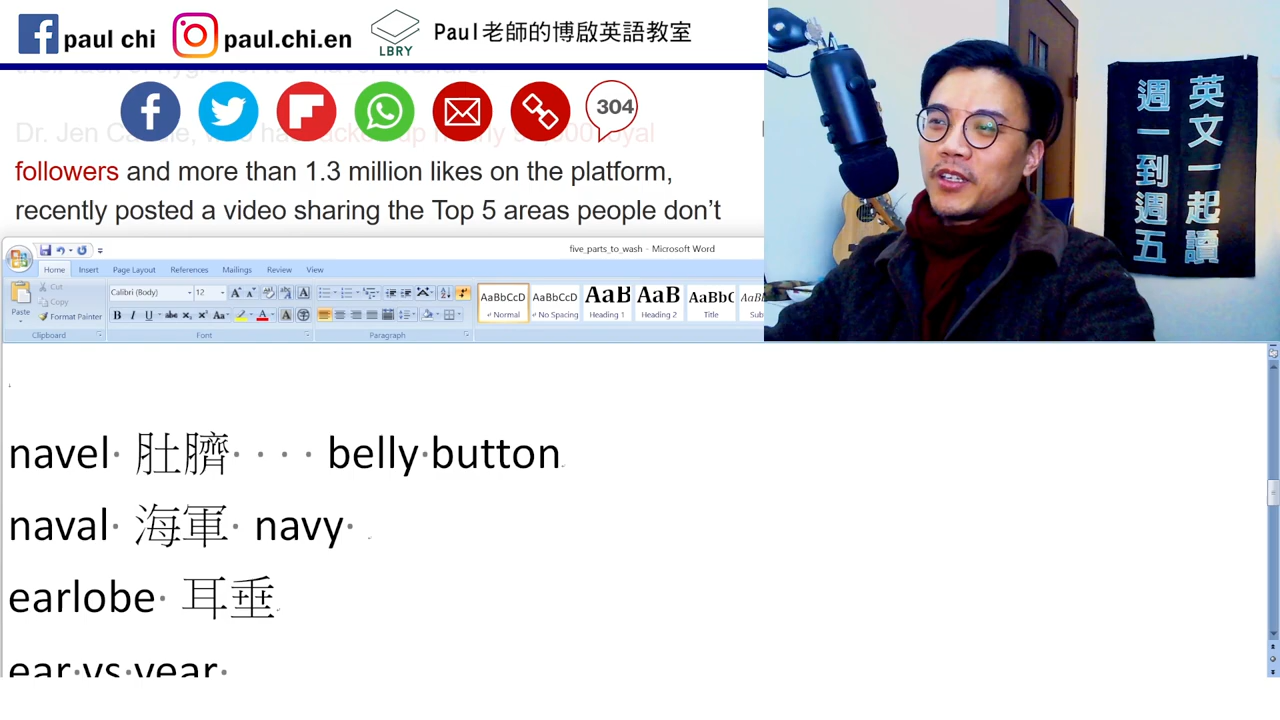 paul chi
paul.chi.en
LBRY
Paul老師的博啟英語教室
304
followers and more than 1.3 million likes on the platform,
recently posted a video sharing the Top 5 areas people don’t
英文一起讀
週一到週五
five_parts_to_wash - Microsoft Word
Home Insert Page Layout References Mailings Review View
Paste
Cut
Copy
Format Painter
Calibri (Body) 12
AaBbCcD AaBbCcD AaB AaB AaBb
Normal No Spacing Heading 1 Heading 2 Title
Clipboard Font Paragraph
navel 肚臍 belly button
naval 海軍 navy
earlobe 耳垂
ear vs year